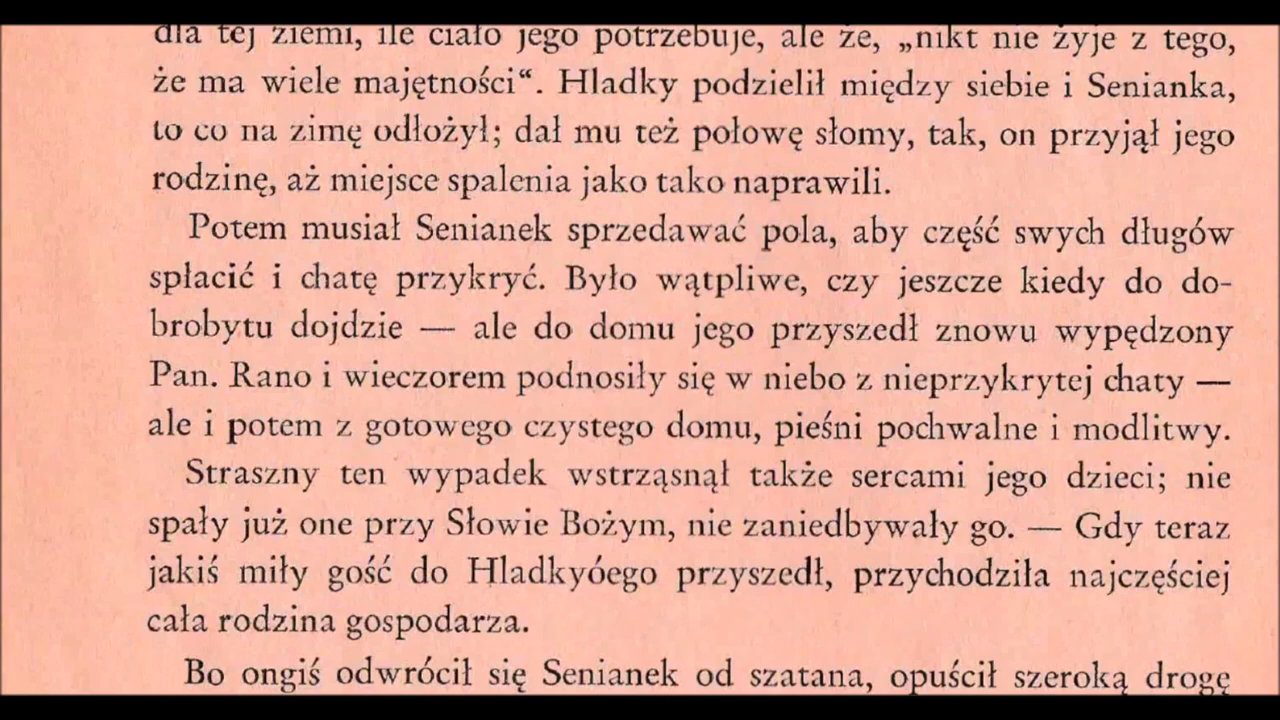 dla tej ziemi, ile ciało jego potrzebuje, ale że, „nikt nie żyje z tego,
że ma wiele majętności“. Hladky podzielił między siebie i Senianka,
to co na zimę odłożył; dał mu też połowę słomy, tak, on przyjął jego
rodzinę, aż miejsce spalenia jako tako naprawili.
Potem musiał Senianek sprzedawać pola, aby część swych długów
spłacić i chatę przykryć. Było wątpliwe, czy jeszcze kiedy do do-
brobytu dojdzie — ale do domu jego przyszedł znowu wypędzony
Pan. Rano i wieczorem podnosiły się w niebo z nieprzykrytej chaty —
ale i potem z gotowego czystego domu, pieśni pochwalne i modlitwy.
Straszny ten wypadek wstrząsnął także sercami jego dzieci; nie
spały już one przy Słowie Bożym, nie zaniedbywały go. — Gdy teraz
jakiś miły gość do Hladkyóego przyszedł, przychodziła najczęściej
cała rodzina gospodarza.
Bo ongiś odwrócił się Senianek od szatana, opuścił szeroką drogę